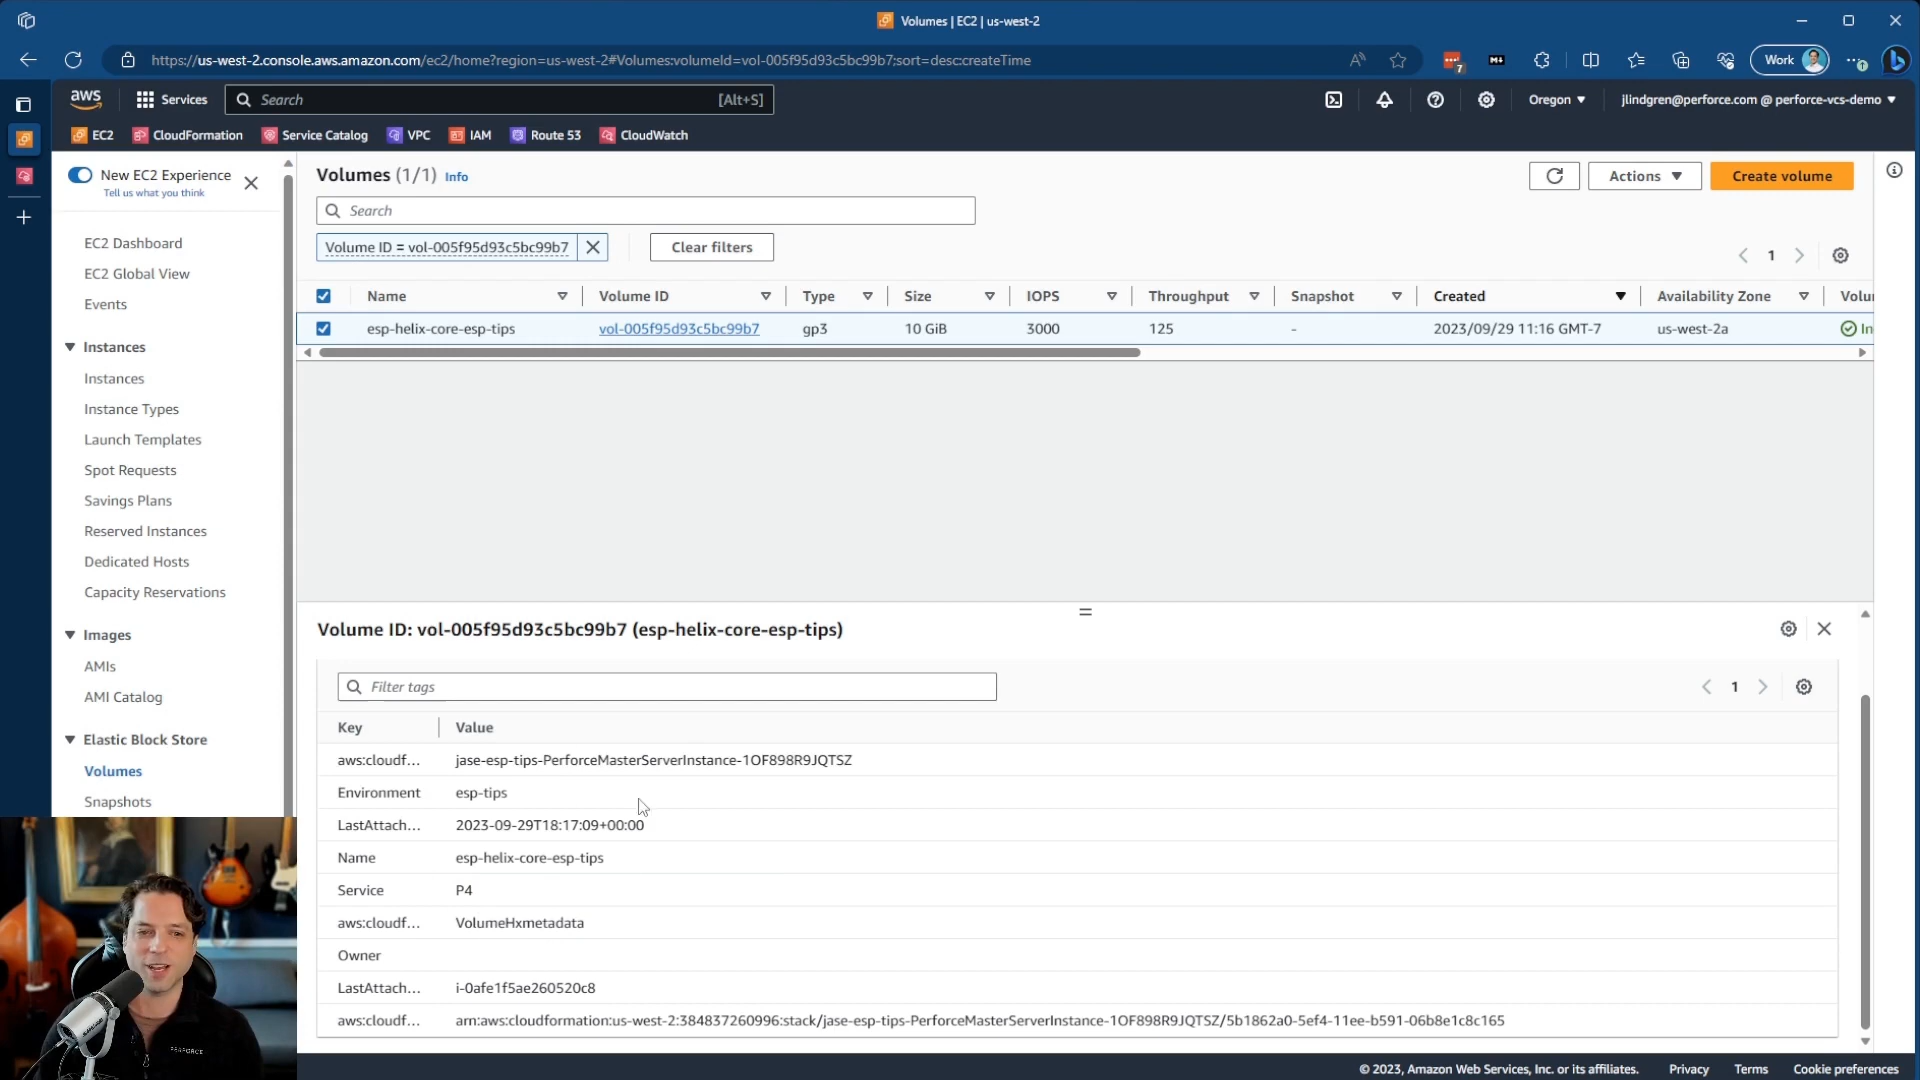 Volumes | EC2 | us-west-2
https://us-west-2.console.aws.amazon.com/ec2/home?region=us-west-2#Volumes:volumeId=vol-005f95d93c5bc99b7;sort=desc:createTime
7
M+
Work
aws
Services
Search
[Alt+S]
Oregon
jlindgren@perforce.com @ perforce-vcs-demo
EC2
CloudFormation
Service Catalog
VPC
IAM
Route 53
CloudWatch
New EC2 Experience
Tell us what you think
EC2 Dashboard
EC2 Global View
Events
Instances
Instances
Instance Types
Launch Templates
Spot Requests
Savings Plans
Reserved Instances
Dedicated Hosts
Capacity Reservations
Images
AMIs
AMI Catalog
Elastic Block Store
Volumes
Snapshots
Volumes (1/1) Info
Actions
Create volume
Search
Volume ID = vol-005f95d93c5bc99b7
Clear filters
1
Name Volume ID Type Size IOPS Throughput Snapshot Created Availability Zone Volu
esp-helix-core-esp-tips vol-005f95d93c5bc99b7 gp3 10 GiB 3000 125 - 2023/09/29 11:16 GMT-7 us-west-2a In
Volume ID: vol-005f95d93c5bc99b7 (esp-helix-core-esp-tips)
Filter tags
1
Key Value
aws:cloudf... jase-esp-tips-PerforceMasterServerInstance-1OF898R9JQTSZ
Environment esp-tips
LastAttach... 2023-09-29T18:17:09+00:00
Name esp-helix-core-esp-tips
Service P4
aws:cloudf... VolumeHxmetadata
Owner
LastAttach... i-0afe1f5ae260520c8
aws:cloudf... arn:aws:cloudformation:us-west-2:384837260996:stack/jase-esp-tips-PerforceMasterServerInstance-1OF898R9JQTSZ/5b1862a0-5ef4-11ee-b591-06b8e1c8c165
PERFORCE
© 2023, Amazon Web Services, Inc. or its affiliates.
Privacy
Terms
Cookie preferences